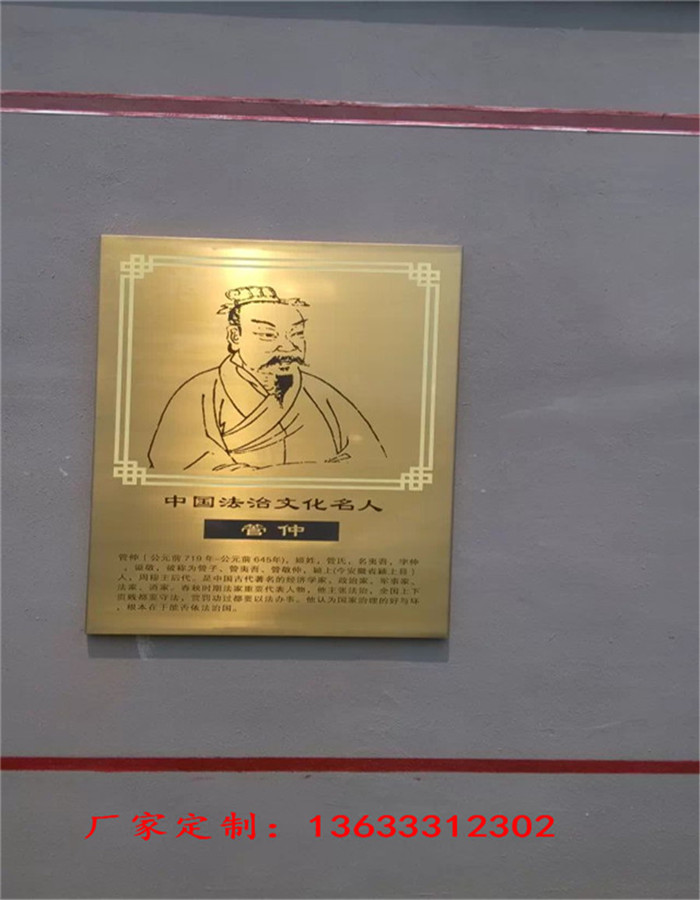 中国法治文化名人
管仲
管仲（公元前719年-公元前645年），姬姓，管氏，名夷吾，字仲
，谥敬，被称为管子、管夷吾、管敬仲，颍上(今安徽省颍上县)
人，周穆王后代。是中国古代著名的经济学家、政治家、军事家、
法家、消家。春秋时期法家重要代表人物，他主张法治，全国上下
贵贱都要守法，赏罚功过都要以法办事。他认为国家治理的好与坏
，根本在于能否依法治国。
厂家定制：13633312302